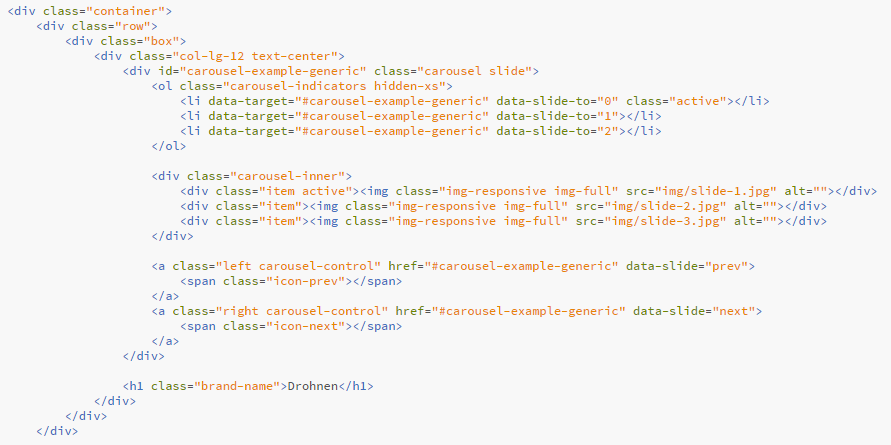 <div class="container">
    <div class="row">
        <div class="box">
            <div class="col-lg-12 text-center">
                <div id="carousel-example-generic" class="carousel slide">
                    <ol class="carousel-indicators hidden-xs">
                        <li data-target="#carousel-example-generic" data-slide-to="0" class="active"></li>
                        <li data-target="#carousel-example-generic" data-slide-to="1"></li>
                        <li data-target="#carousel-example-generic" data-slide-to="2"></li>
                    </ol>

                    <div class="carousel-inner">
                        <div class="item active"><img class="img-responsive img-full" src="img/slide-1.jpg" alt=""></div>
                        <div class="item"><img class="img-responsive img-full" src="img/slide-2.jpg" alt=""></div>
                        <div class="item"><img class="img-responsive img-full" src="img/slide-3.jpg" alt=""></div>
                    </div>

                    <a class="left carousel-control" href="#carousel-example-generic" data-slide="prev">
                        <span class="icon-prev"></span>
                    </a>
                    <a class="right carousel-control" href="#carousel-example-generic" data-slide="next">
                        <span class="icon-next"></span>
                    </a>
                </div>

                <h1 class="brand-name">Drohnen</h1>
            </div>
        </div>
    </div>